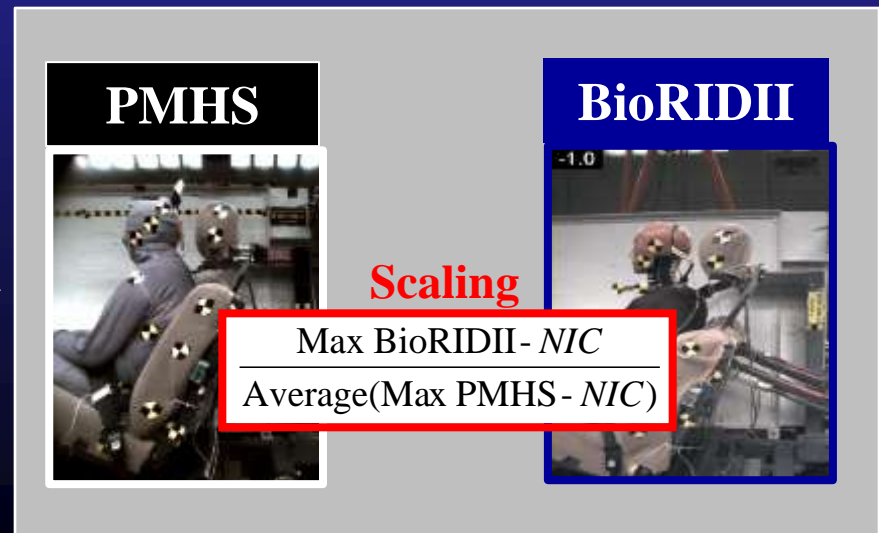 PMHS
BioRIDII
-1.0
Scaling
Max BioRIDII- NIC
Average(Max PMHS - NIC)